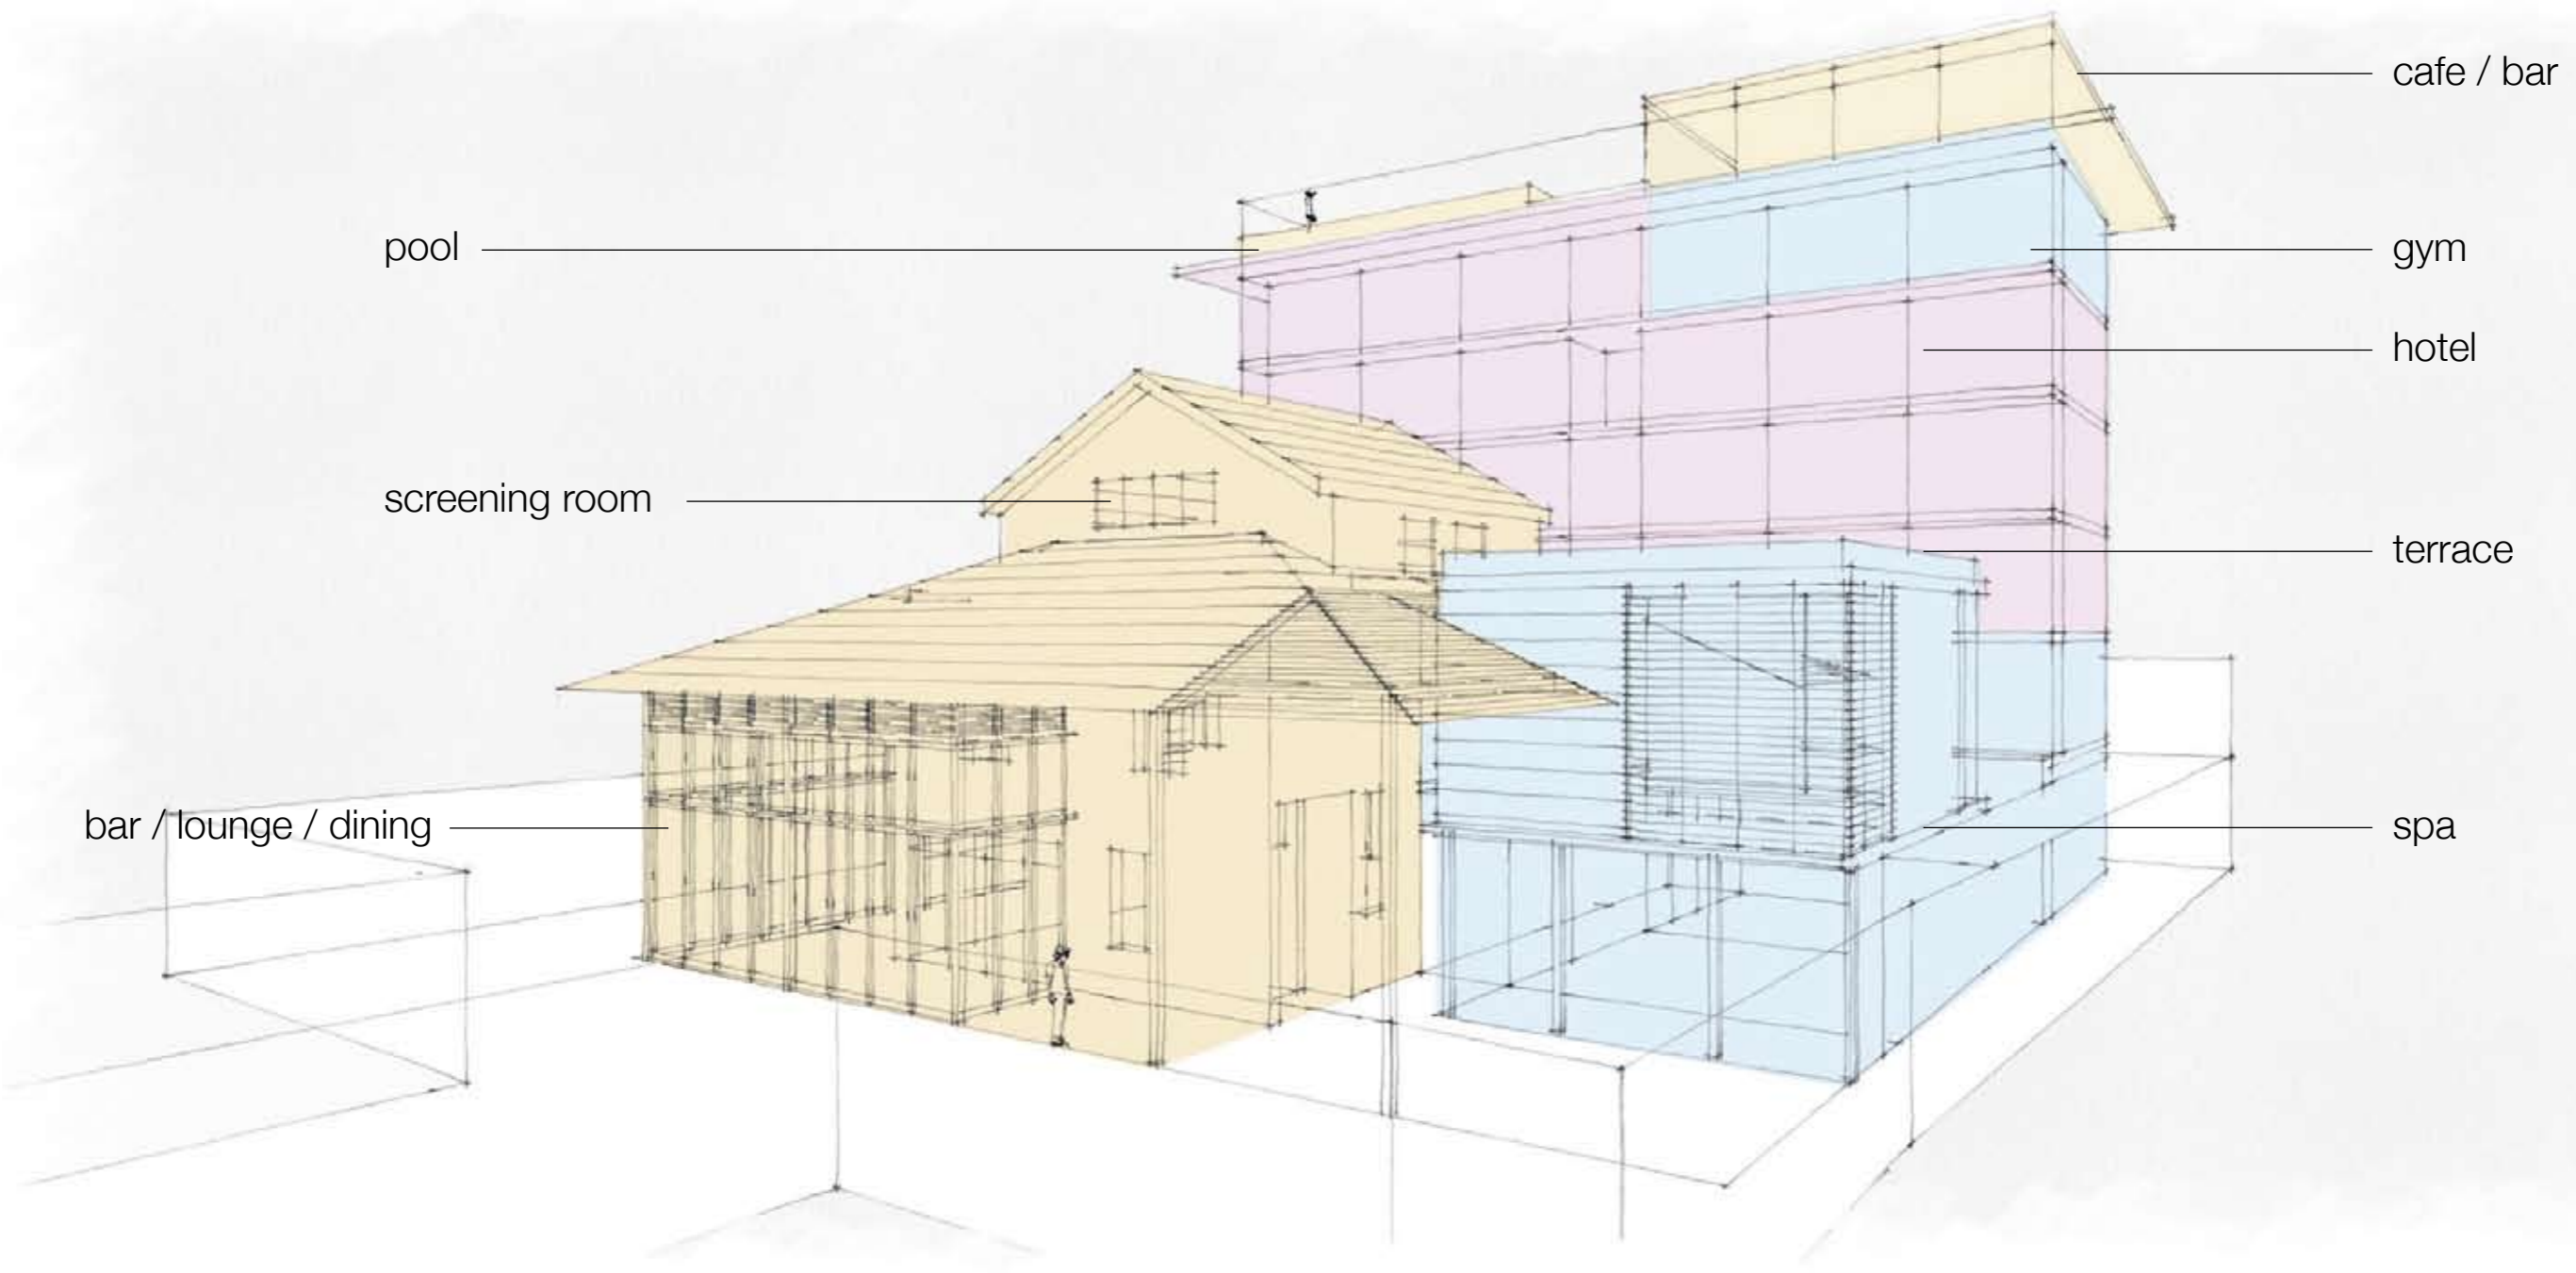 cafe / bar
pool
gym
hotel
screening room
terrace
bar / lounge / dining
spa